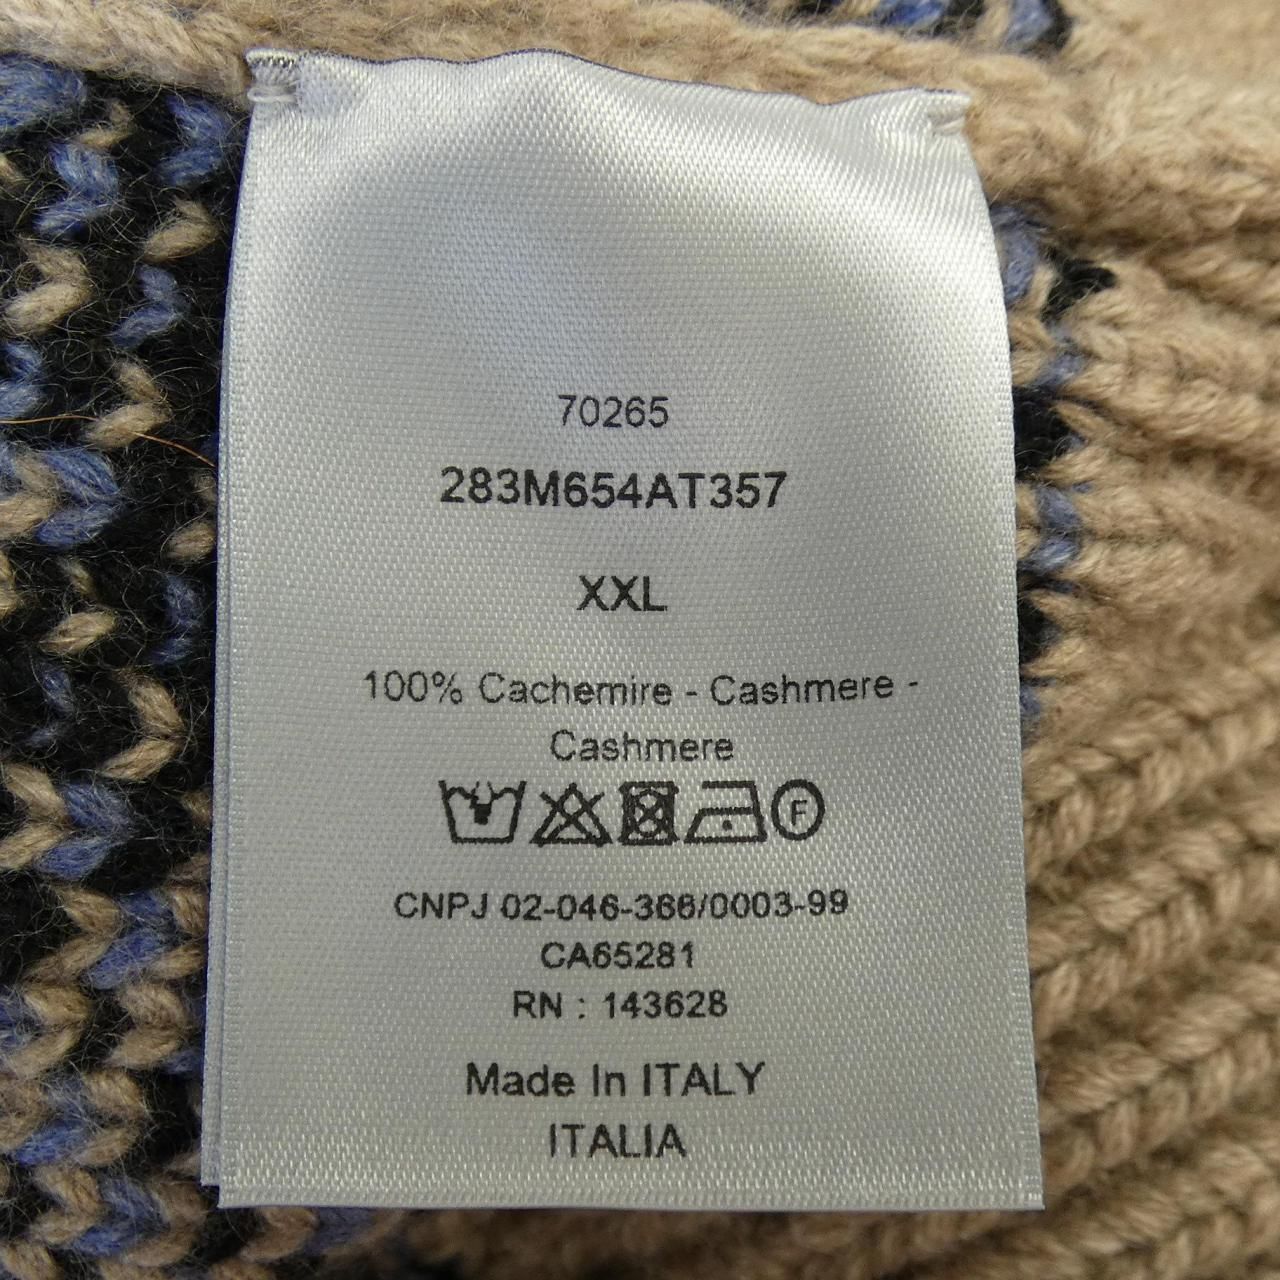 70265
283M654AT357
XXL
100% Cachemire - Cashmere -
Cashmere
F
CNPJ 02-046-366/0003-99
CA65281
RN : 143628
Made In ITALY
ITALIA